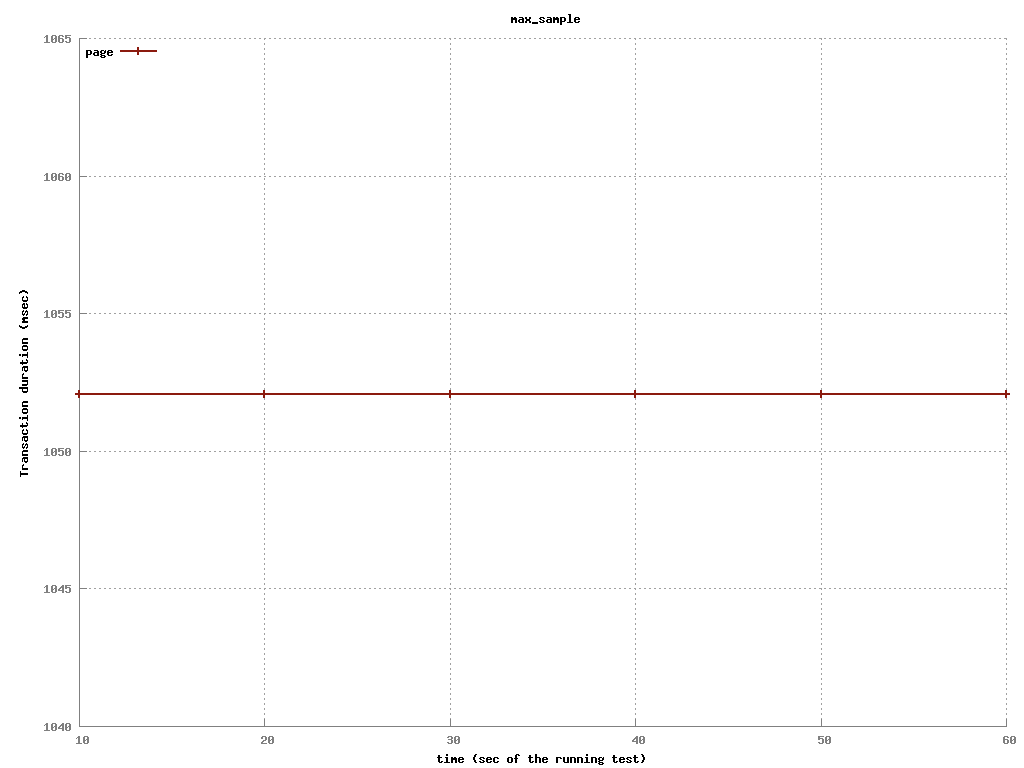 max_sample
1065
page
1060
1055
Transaction duration (msec)
1050
1045
1040
10 20 30 40 50 60
time (sec of the running test)